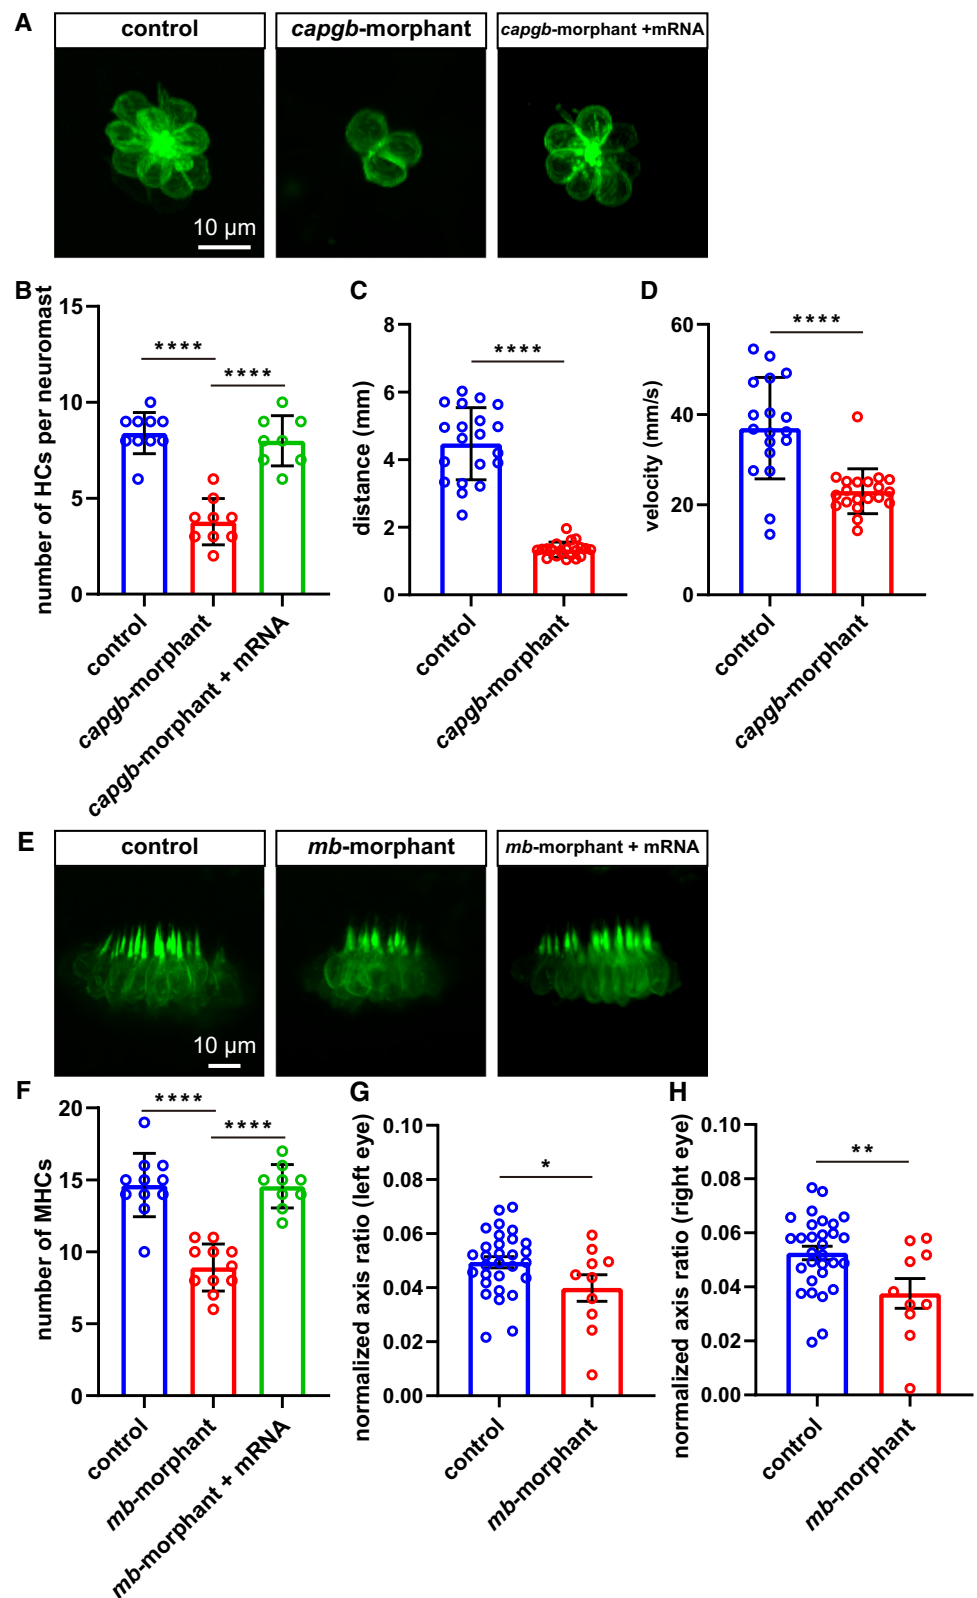 A
control
capgb-morphant
capgb-morphant +mRNA
10 µm
B
number of HCs per neuromast
15
10
5
0
****
****
control
capgb-morphant
capgb-morphant + mRNA
C
distance (mm)
8
6
4
2
0
****
control
capgb-morphant
D
velocity (mm/s)
60
40
20
0
****
control
capgb-morphant
E
control
mb-morphant
mb-morphant + mRNA
10 µm
F
number of MHCs
20
15
10
5
0
****
****
control
mb-morphant
mb-morphant + mRNA
G
normalized axis ratio (left eye)
0.10
0.08
0.06
0.04
0.02
0.00
*
control
mb-morphant
H
normalized axis ratio (right eye)
0.10
0.08
0.06
0.04
0.02
0.00
**
control
mb-morphant